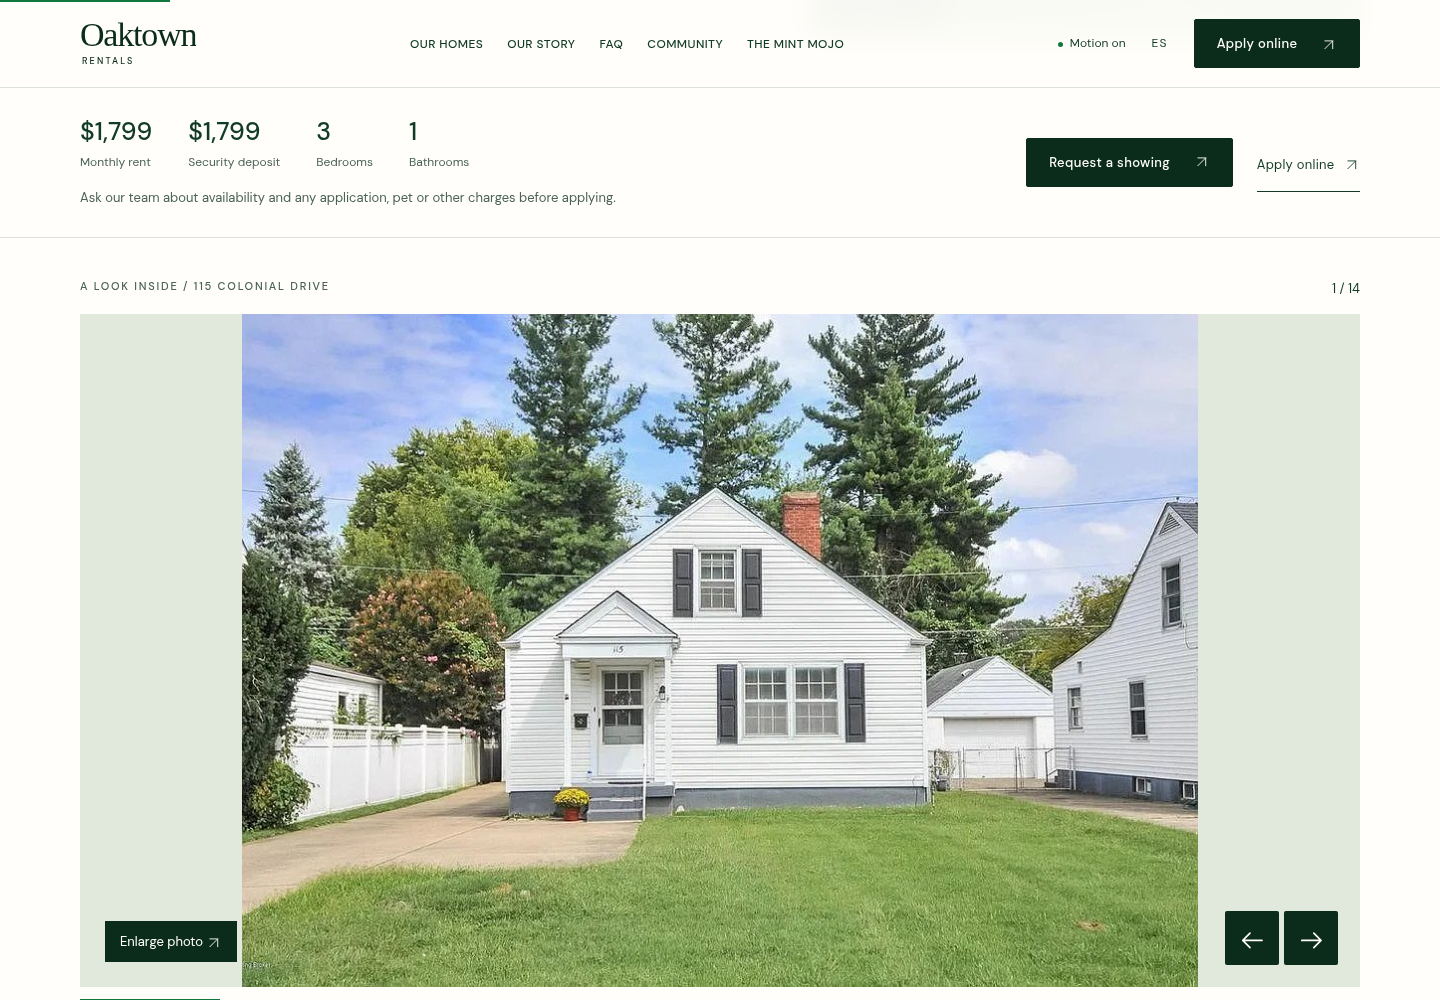 Oaktown
RENTALS
OUR HOMES
OUR STORY
FAQ
COMMUNITY
THE MINT MOJO
Motion on
ES
Apply online
$1,799
Monthly rent
$1,799
Security deposit
3
Bedrooms
1
Bathrooms
Ask our team about availability and any application, pet or other charges before applying.
Request a showing
Apply online
A LOOK INSIDE / 115 COLONIAL DRIVE
1 / 14
115
Enlarge photo